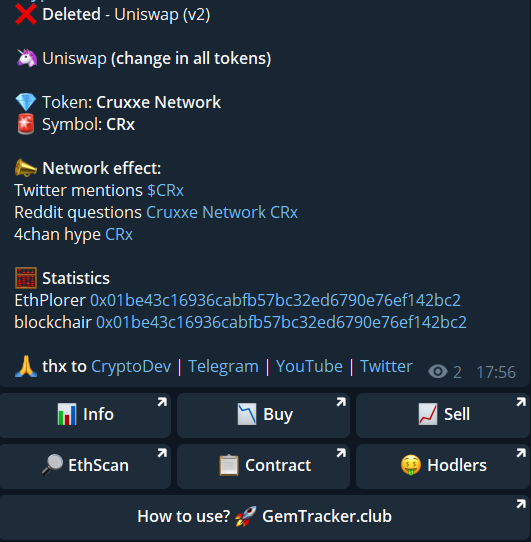 Deleted - Uniswap (v2)
Uniswap (change in all tokens)
Token: Cruxxe Network
Symbol: CRx
Network effect:
Twitter mentions $CRx
Reddit questions Cruxxe Network CRx
4chan hype CRx
Statistics
EthPlorer 0x01be43c16936cabfb57bc32ed6790e76ef142bc2
blockchair 0x01be43c16936cabfb57bc32ed6790e76ef142bc2
thx to CryptoDev | Telegram | YouTube | Twitter 2 17:56
Info Buy Sell
EthScan Contract Hodlers
How to use? 🚀 GemTracker.club